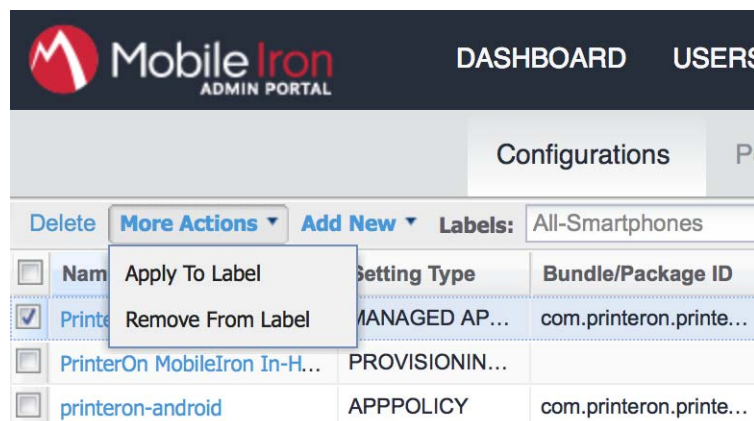 MobileIron
ADMIN PORTAL
DASHBOARD USERS
Configurations P
Delete More Actions Add New Labels: All-Smartphones
Nam Setting Type Bundle/Package ID
Apply To Label
Printe MANAGED AP... com.printeron.printe...
Remove From Label
PrinterOn MobileIron In-H... PROVISIONIN...
printeron-android APPPOLICY com.printeron.printe...